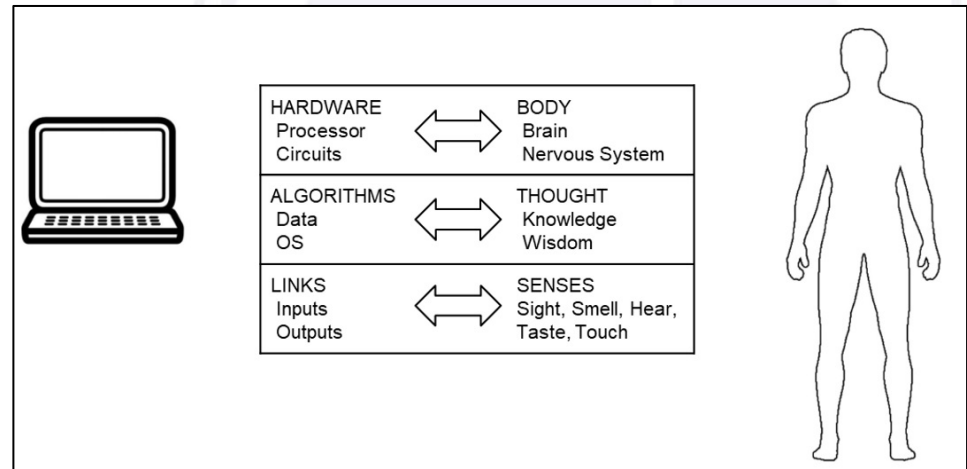 HARDWARE
Processor
Circuits
BODY
Brain
Nervous System
ALGORITHMS
Data
OS
THOUGHT
Knowledge
Wisdom
LINKS
Inputs
Outputs
SENSES
Sight, Smell, Hear,
Taste, Touch